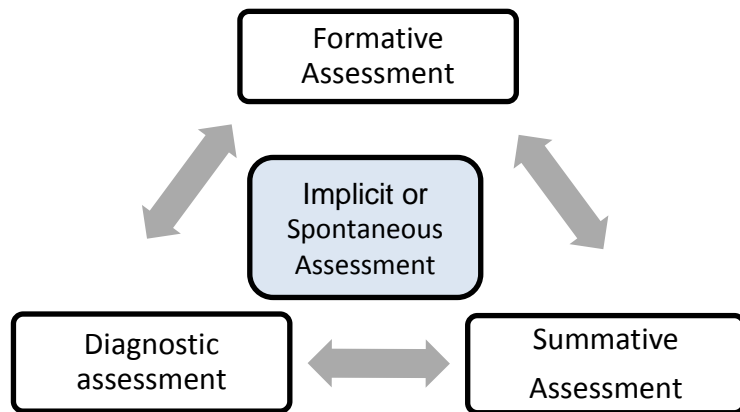 Formative
Assessment
Implicit or
Spontaneous
Assessment
Diagnostic
assessment
Summative
Assessment